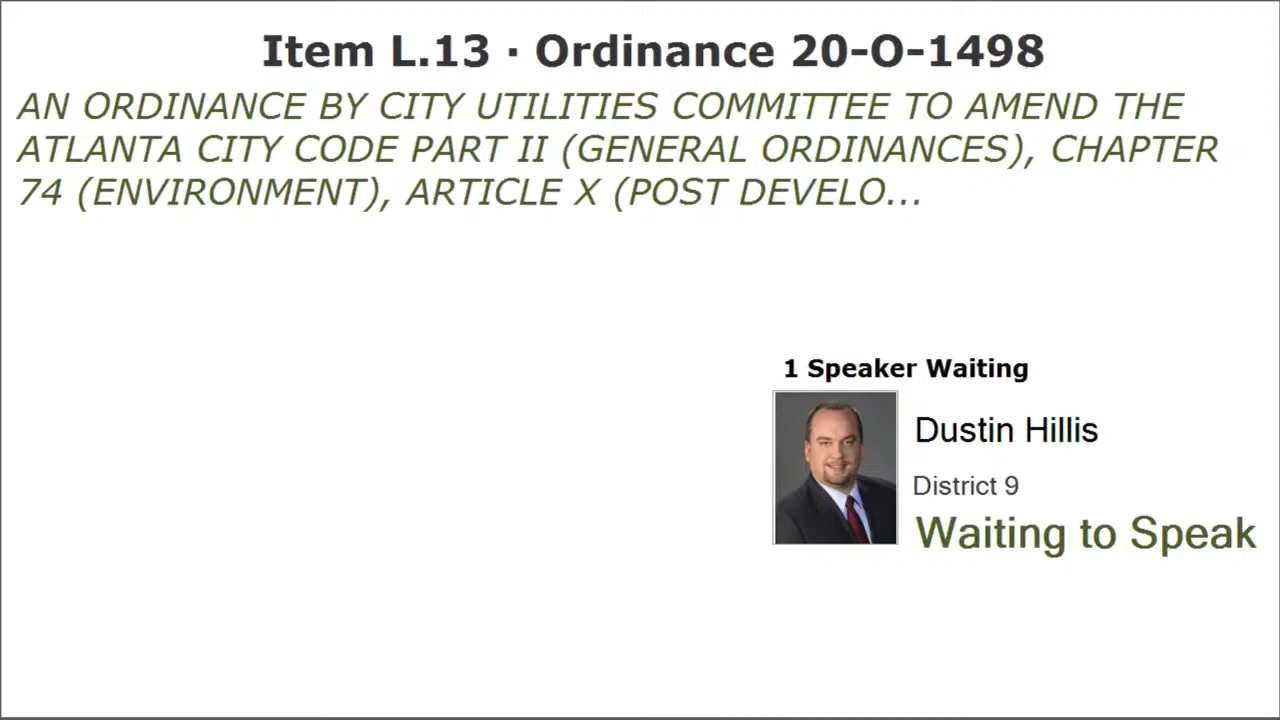 Item L.13 · Ordinance 20-O-1498
AN ORDINANCE BY CITY UTILITIES COMMITTEE TO AMEND THE
ATLANTA CITY CODE PART II (GENERAL ORDINANCES), CHAPTER
74 (ENVIRONMENT), ARTICLE X (POST DEVELO...
1 Speaker Waiting
Dustin Hillis
District 9
Waiting to Speak